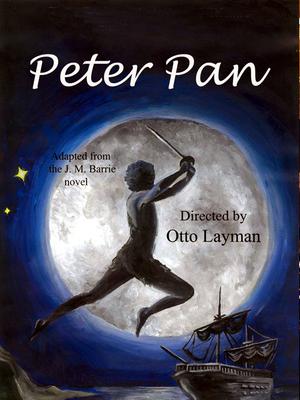 Peter Pan
Adapted from
the J. M. Barrie
novel
Directed by
Otto Layman